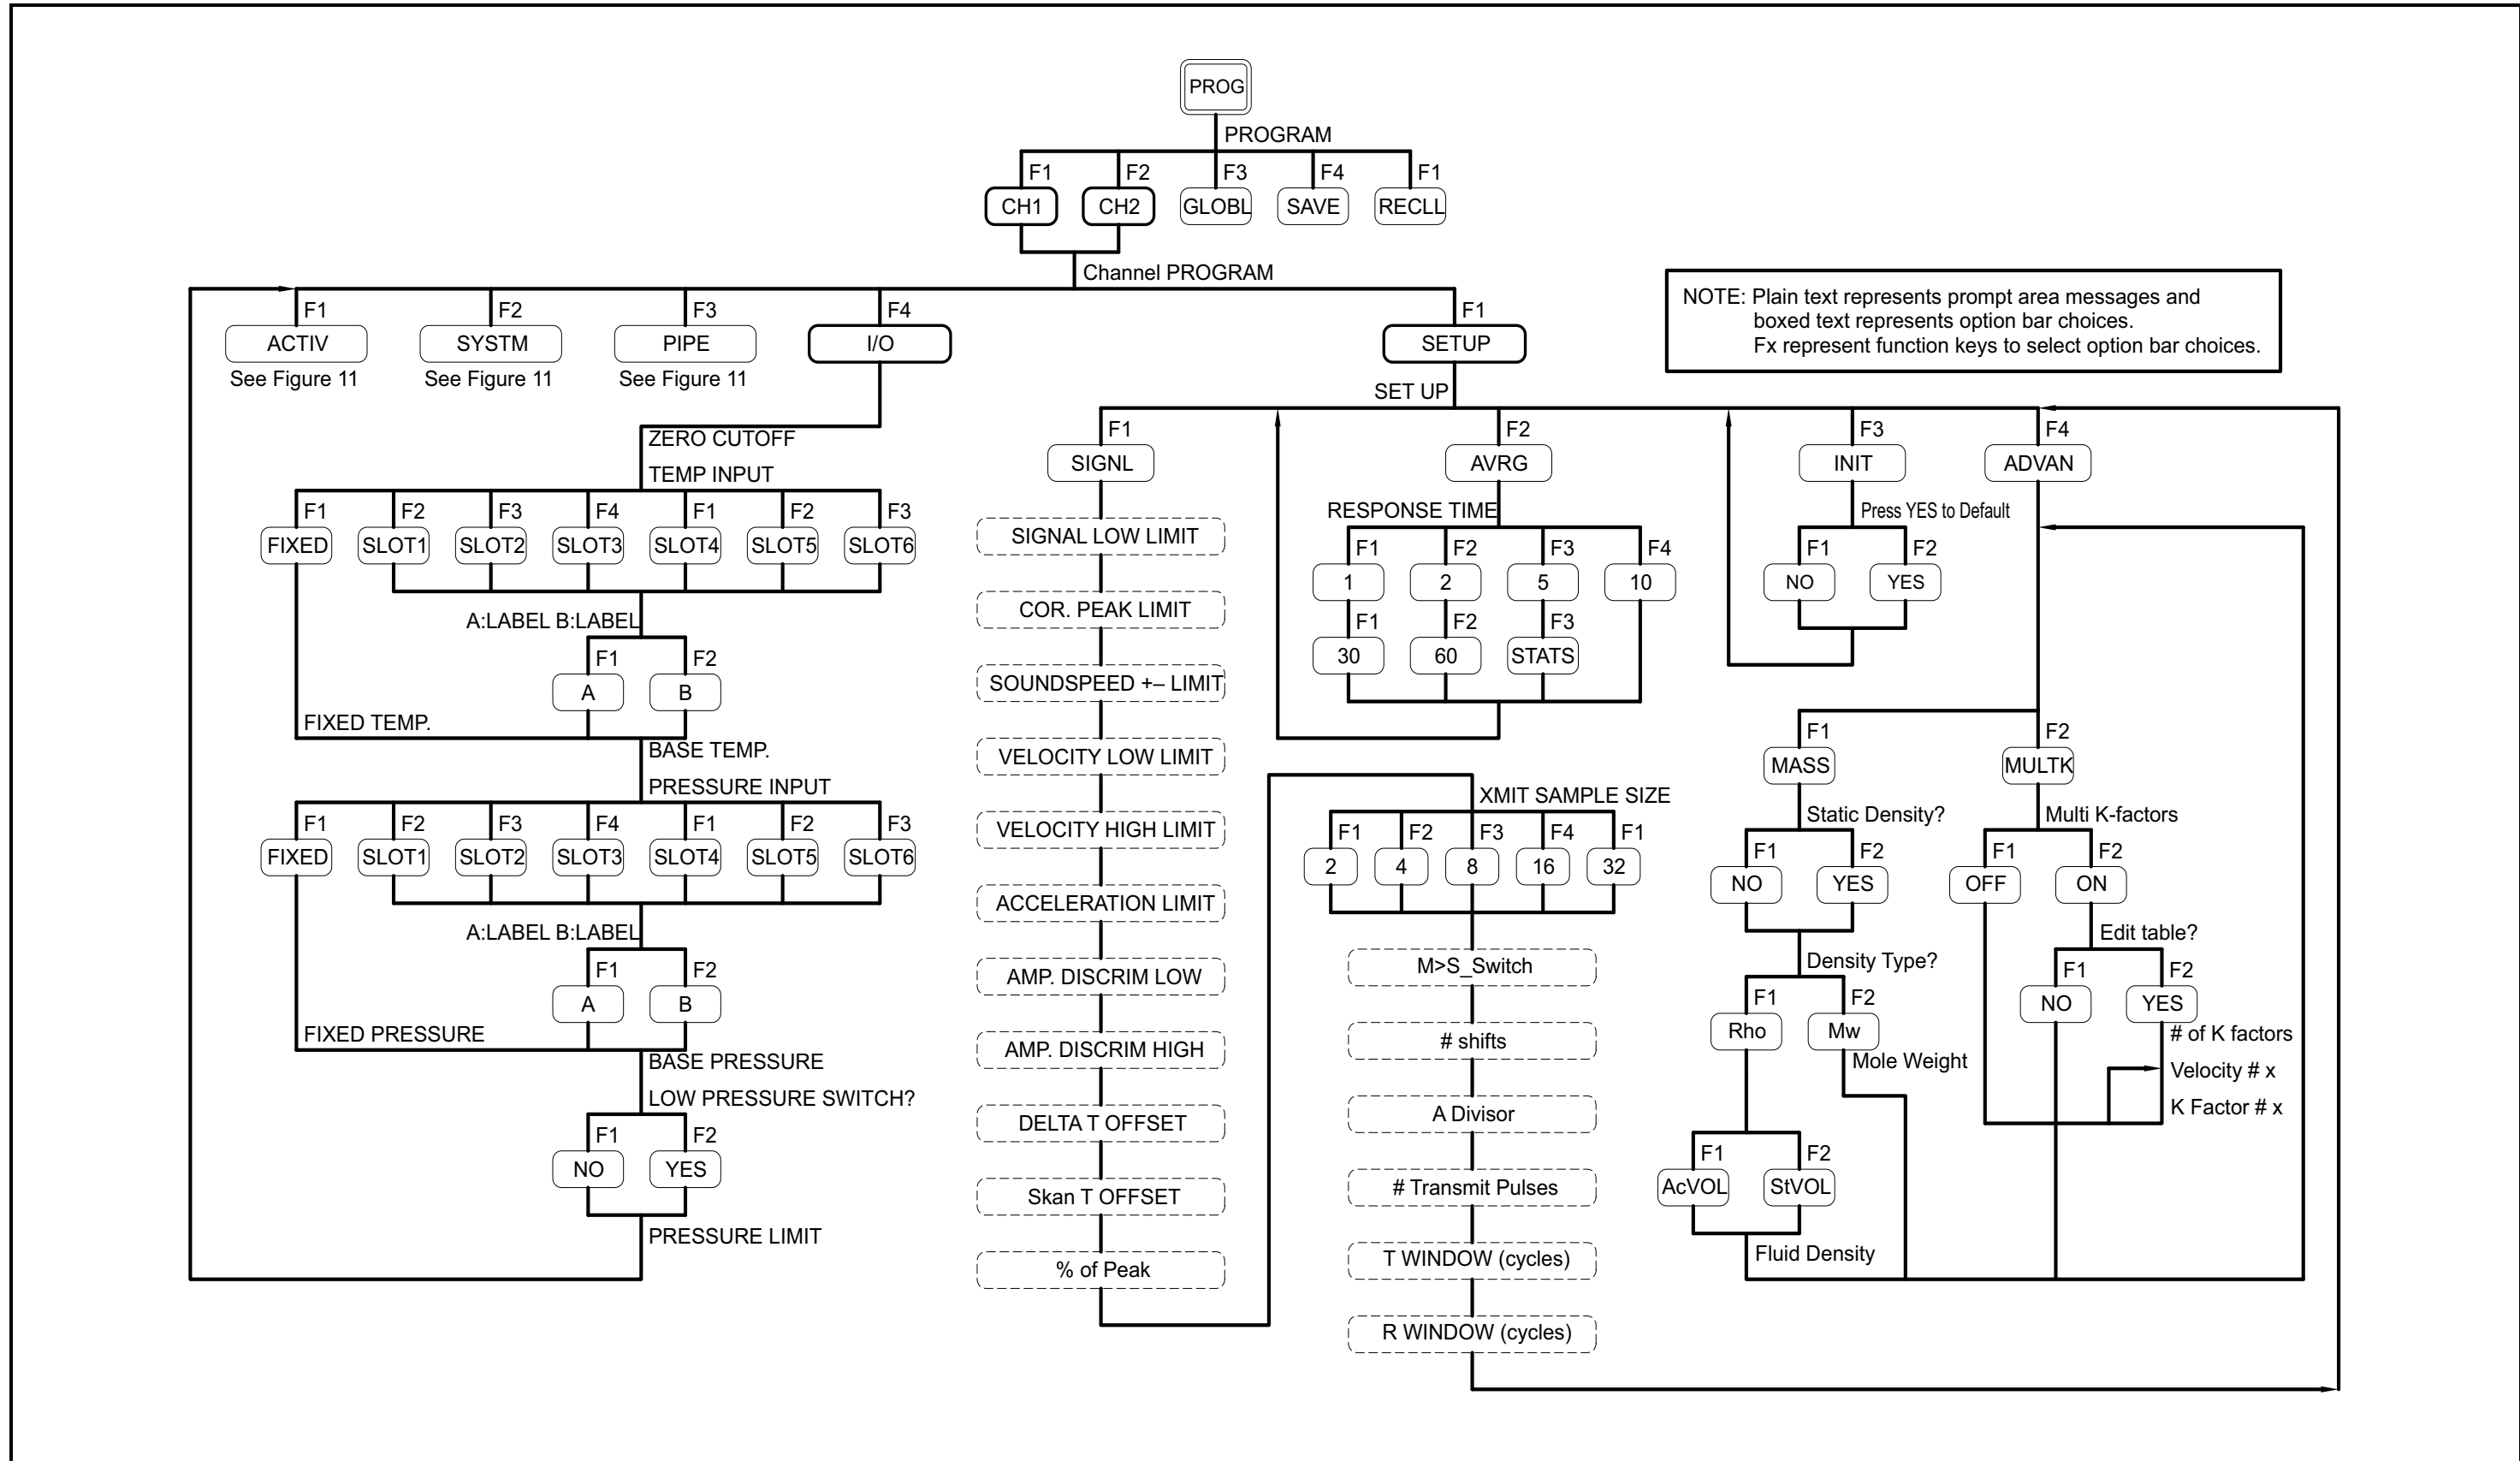 PROG
PROGRAM
F1 F2 F3 F4 F1
CH1 CH2 GLOBL SAVE RECLL
Channel PROGRAM
F1 F2 F3 F4 F1
ACTIV SYSTM PIPE I/O SETUP
See Figure 11 See Figure 11 See Figure 11
NOTE: Plain text represents prompt area messages and
boxed text represents option bar choices.
Fx represent function keys to select option bar choices.
ZERO CUTOFF
TEMP INPUT
F1 F2 F3 F4 F1 F2 F3
FIXED SLOT1 SLOT2 SLOT3 SLOT4 SLOT5 SLOT6
A:LABEL B:LABEL
F1 F2
A B
FIXED TEMP.
BASE TEMP.
PRESSURE INPUT
F1 F2 F3 F4 F1 F2 F3
FIXED SLOT1 SLOT2 SLOT3 SLOT4 SLOT5 SLOT6
A:LABEL B:LABEL
F1 F2
A B
FIXED PRESSURE
BASE PRESSURE
LOW PRESSURE SWITCH?
F1 F2
NO YES
PRESSURE LIMIT
SET UP
F1 F2 F3 F4
SIGNL AVRG INIT ADVAN
SIGNAL LOW LIMIT
COR. PEAK LIMIT
SOUNDSPEED +– LIMIT
VELOCITY LOW LIMIT
VELOCITY HIGH LIMIT
ACCELERATION LIMIT
AMP. DISCRIM LOW
AMP. DISCRIM HIGH
DELTA T OFFSET
Skan T OFFSET
% of Peak
RESPONSE TIME
F1 F2 F3 F4
1 2 5 10
F1 F2 F3
30 60 STATS
XMIT SAMPLE SIZE
F1 F2 F3 F4 F1
2 4 8 16 32
M>S_Switch
# shifts
A Divisor
# Transmit Pulses
T WINDOW (cycles)
R WINDOW (cycles)
Press YES to Default
F1 F2
NO YES
F1 F2
MASS MULTK
Static Density?
F1 F2
NO YES
Density Type?
F1 F2
Rho Mw
Mole Weight
F1 F2
AcVOL StVOL
Fluid Density
Multi K-factors
F1 F2
OFF ON
Edit table?
F1 F2
NO YES
# of K factors
Velocity # x
K Factor # x